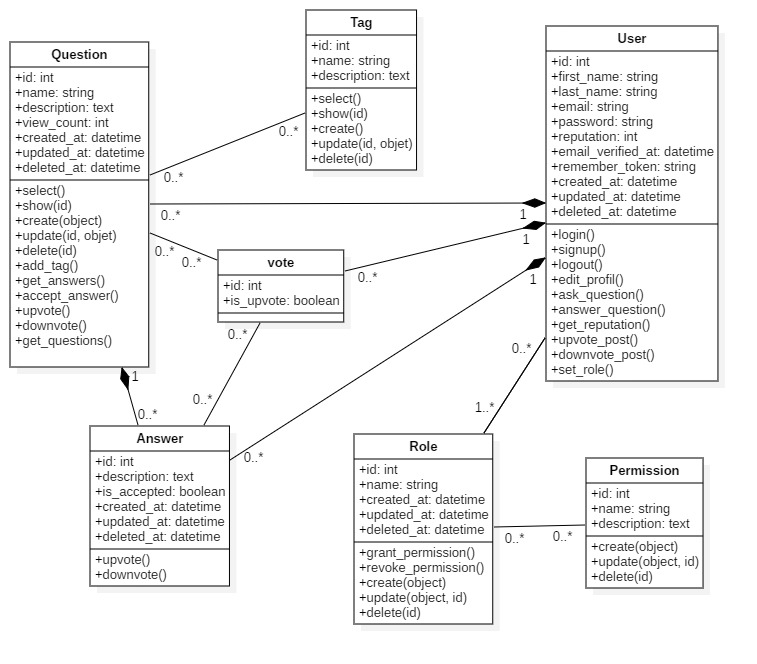 Question
+id: int
+name: string
+description: text
+view_count: int
+created_at: datetime
+updated_at: datetime
+deleted_at: datetime
+select()
+show(id)
+create(object)
+update(id, objet)
+delete(id)
+add_tag()
+get_answers()
+accept_answer()
+upvote()
+downvote()
+get_questions()
Tag
+id: int
+name: string
+description: text
+select()
+show(id)
+create()
+update(id, objet)
+delete(id)
User
+id: int
+first_name: string
+last_name: string
+email: string
+password: string
+reputation: int
+email_verified_at: datetime
+remember_token: string
+created_at: datetime
+updated_at: datetime
+deleted_at: datetime
+login()
+signup()
+logout()
+edit_profil()
+ask_question()
+answer_question()
+get_reputation()
+upvote_post()
+downvote_post()
+set_role()
0..*
0..*
0..*
1
0..*
0..*
1
0..*
vote
+id: int
+is_upvote: boolean
0..*
0..*
1
0..*
1
0..*
0..*
1..*
Answer
+id: int
+description: text
+is_accepted: boolean
+created_at: datetime
+updated_at: datetime
+deleted_at: datetime
+upvote()
+downvote()
Role
+id: int
+name: string
+created_at: datetime
+updated_at: datetime
+deleted_at: datetime
+grant_permission()
+revoke_permission()
+create(object)
+update(object, id)
+delete(id)
0..*
0..*
Permission
+id: int
+name: string
+description: text
+create(object)
+update(object, id)
+delete(id)